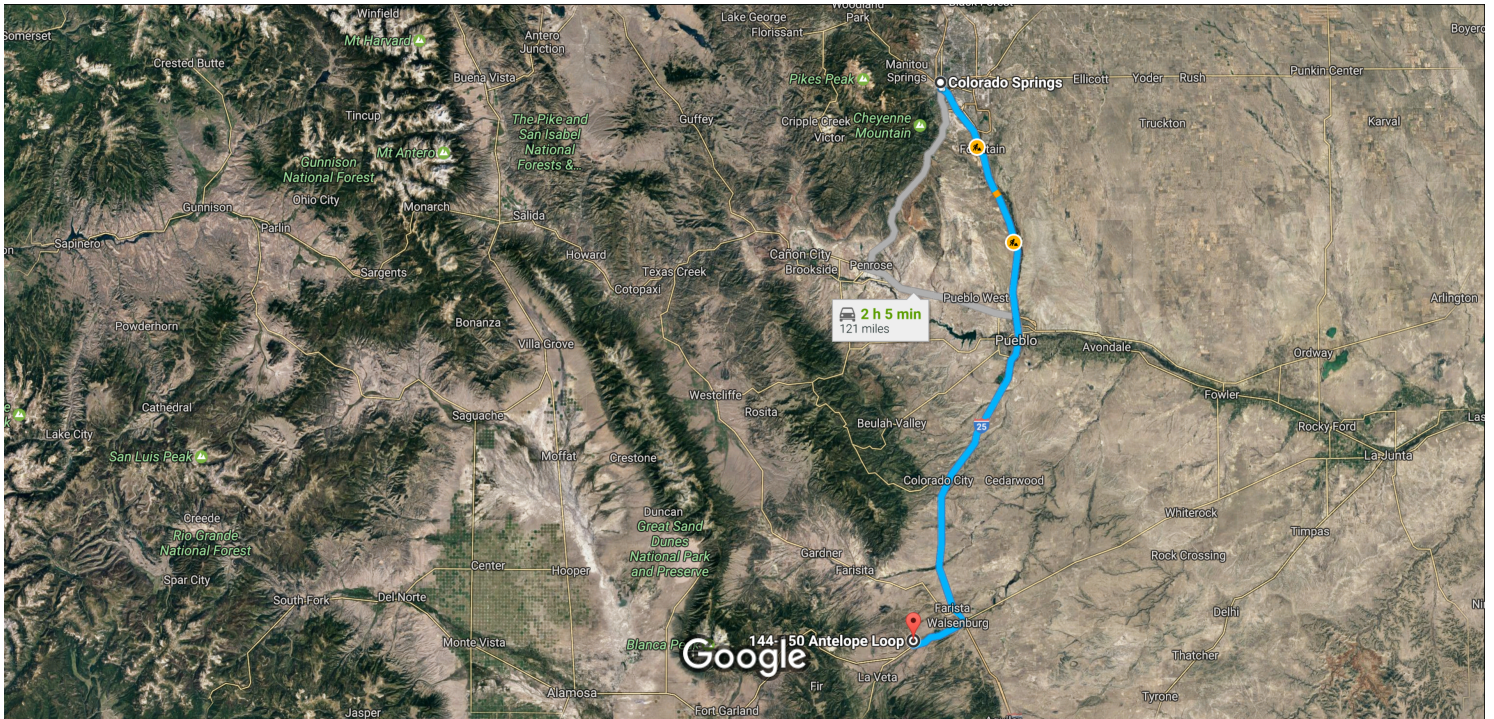 Winfield
Lake George
Woodland
Park
Black Forest
Somerset
Mt Harvard
Antero
Junction
Florissant
Crested Butte
Buena Vista
Manitou
Springs
Pikes Peak
Colorado Springs
Ellicott
Yoder
Rush
Punkin Center
Tincup
The Pike and
San Isabel
National
Forests &...
Guffey
Cripple Creek
Victor
Cheyenne
Mountain
Truckton
Karval
Mt Antero
Gunnison
National Forest
Fountain
Ohio City
Gunnison
Monarch
Salida
Parlin
Sapinero
Howard
Cañon City
Brookside
Penrose
Sargents
Texas Creek
Cotopaxi
Pueblo West
Arlington
2 h 5 min
121 miles
Powderhorn
Bonanza
Villa Grove
Pueblo
Avondale
Ordway
Cathedral
Saguache
Westcliffe
Rosita
Fowler
Lake City
Beulah Valley
25
Rocky Ford
Las
San Luis Peak
Moffat
Crestone
La Junta
Colorado City
Cedarwood
Creede
Rio Grande
National Forest
Duncan
Great Sand
Dunes
National Park
and Preserve
Whiterock
Timpas
Center
Hooper
Gardner
Farisita
Rock Crossing
Spar City
South Fork
Del Norte
Farista
Walsenburg
Delhi
Monte Vista
144-150 Antelope Loop
Google
Thatcher
La Veta
Fir
Alamosa
Tyrone
Jasper
Fort Garland